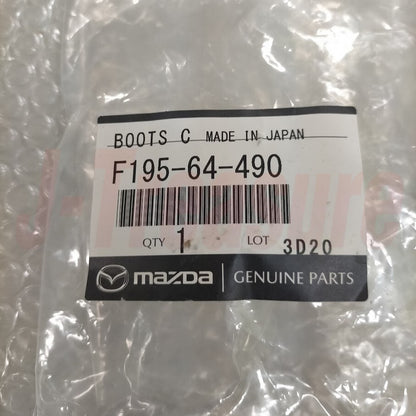 BOOTS C MADE IN JAPAN
F195-64-490
QTY 1 LOT 3D20
mazda GENUINE PARTS